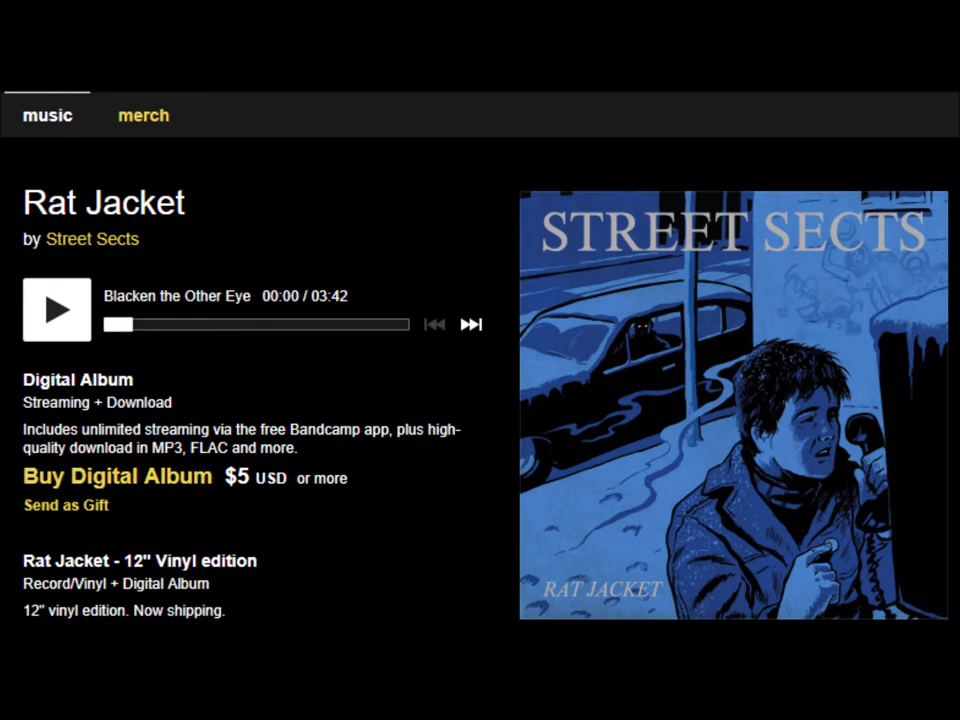 music merch
Rat Jacket
by Street Sects
Blacken the Other Eye 00:00 / 03:42
Digital Album
Streaming + Download
Includes unlimited streaming via the free Bandcamp app, plus high-
quality download in MP3, FLAC and more.
Buy Digital Album $5 USD or more
Send as Gift
Rat Jacket - 12" Vinyl edition
Record/Vinyl + Digital Album
12" vinyl edition. Now shipping.
STREET SECTS
RAT JACKET